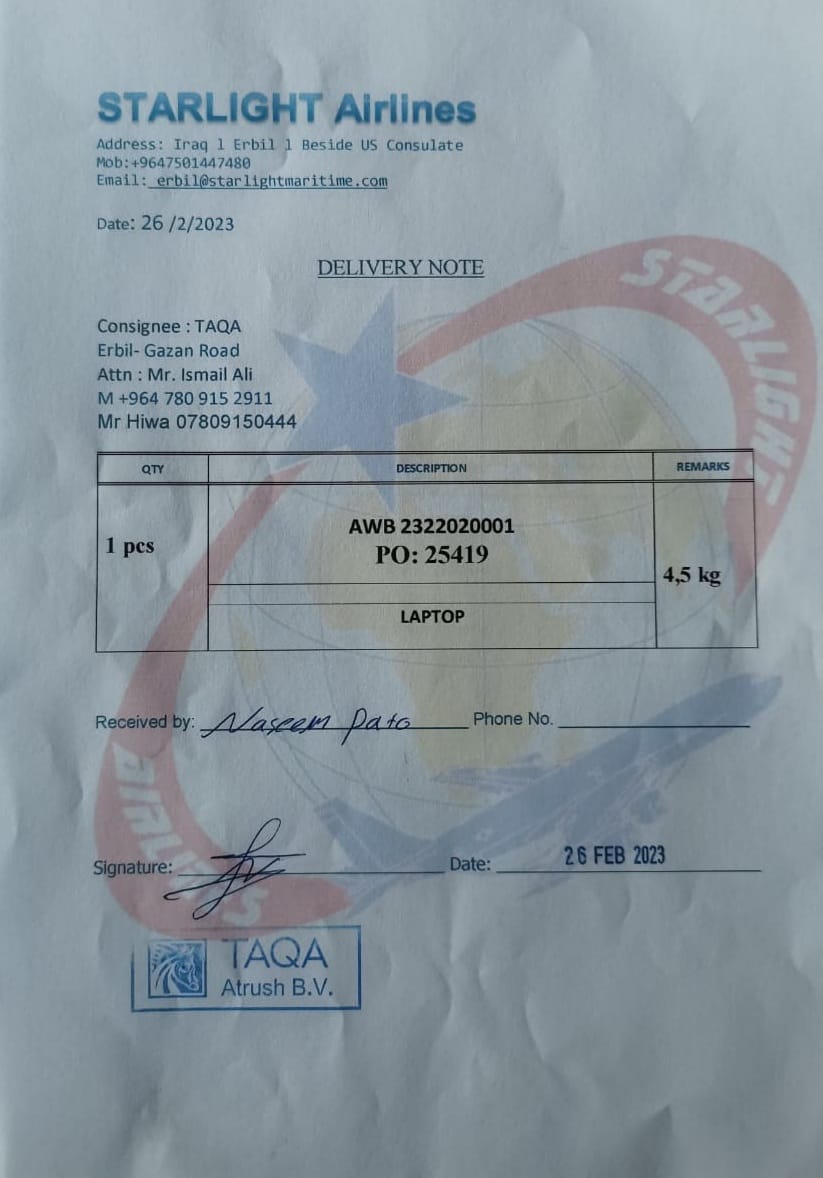 STARLIGHT Airlines
Address: Iraq l Erbil l Beside US Consulate
Mob:+9647501447480
Email: erbil@starlightmaritime.com
Date: 26 /2/2023
DELIVERY NOTE
STARLIGHT
Consignee : TAQA
Erbil- Gazan Road
Attn : Mr. Ismail Ali
M +964 780 915 2911
Mr Hiwa 07809150444
QTY DESCRIPTION REMARKS
AWB 2322020001
1 pcs PO: 25419
4,5 kg
LAPTOP
Received by: Naseem Dato Phone No.
AIRLINES
Signature: Date: 26 FEB 2023
TAQA
Atrush B.V.